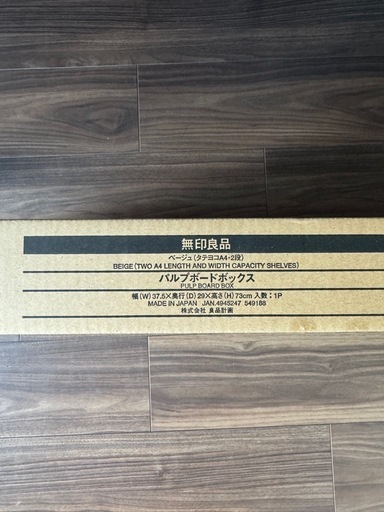 無印良品
ベージュ(タテヨコA4・2段)
BEIGE(TWO A4 LENGTH AND WIDTH CAPACITY SHELVES)
パルプボードボックス
PULP BOARD BOX
幅(W)37.5×奥行(D)29×高さ(H)73cm 入数:1P
MADE IN JAPAN JAN.4945247 549188
株式会社 良品計画